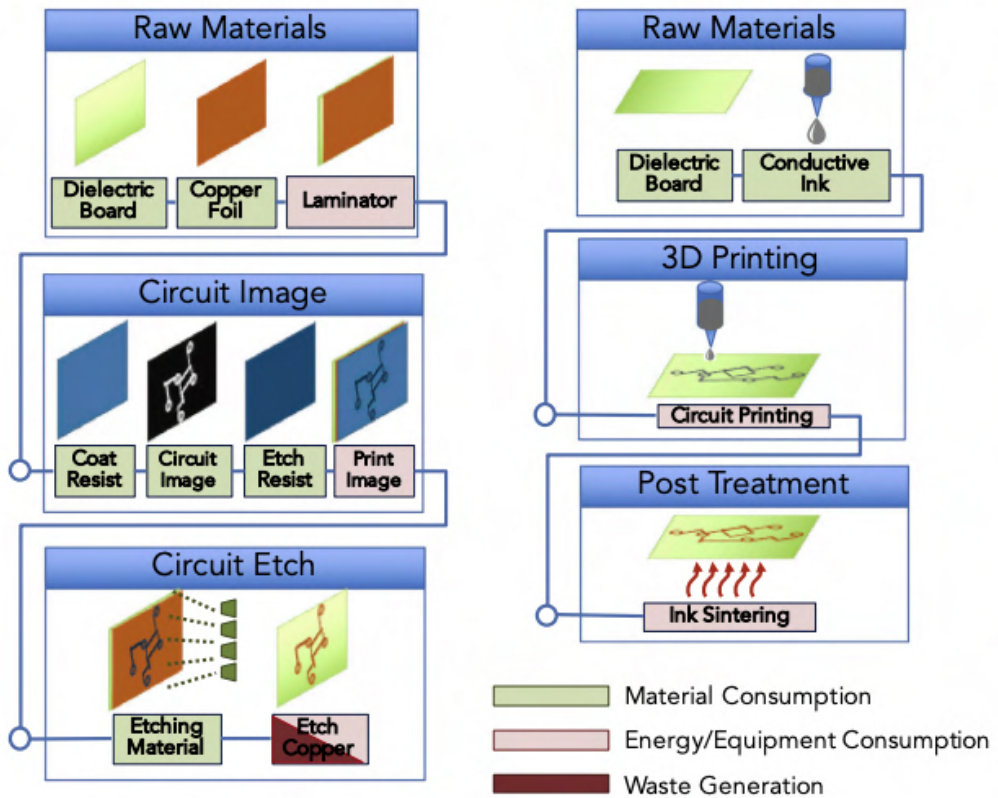 Raw Materials
Dielectric
Board
Copper
Foil
Laminator
Circuit Image
Coat
Resist
Circuit
Image
Etch
Resist
Print
Image
Circuit Etch
Etching
Material
Etch
Copper
Raw Materials
Dielectric
Board
Conductive
Ink
3D Printing
Circuit Printing
Post Treatment
Ink Sintering
Material Consumption
Energy/Equipment Consumption
Waste Generation